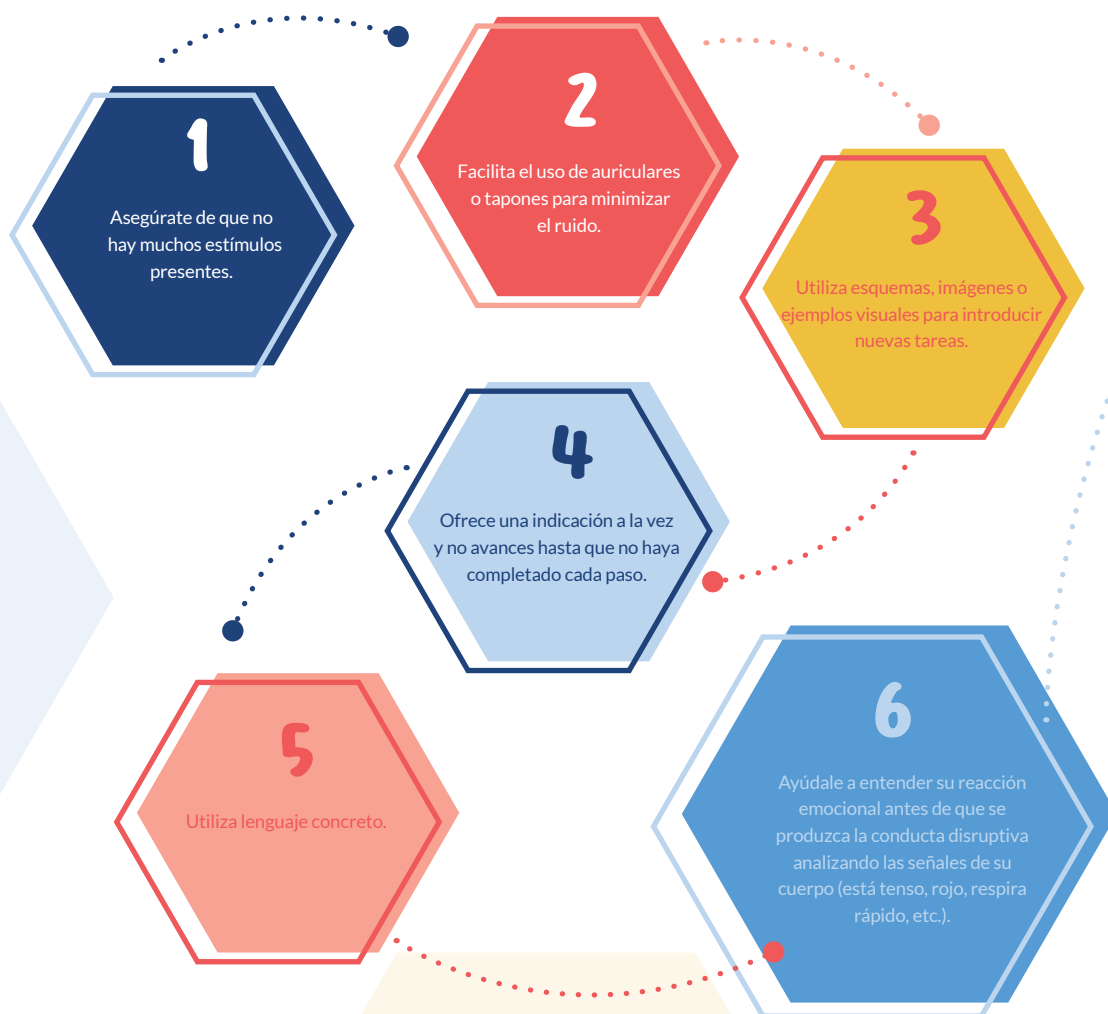 1
Asegúrate de que no
hay muchos estímulos
presentes.
2
Facilita el uso de auriculares
o tapones para minimizar
el ruido.
3
Utiliza esquemas, imágenes o
ejemplos visuales para introducir
nuevas tareas.
4
Ofrece una indicación a la vez
y no avances hasta que no haya
completado cada paso.
5
Utiliza lenguaje concreto.
6
Ayúdale a entender su reacción
emocional antes de que se
produzca la conducta disruptiva
analizando las señales de su
cuerpo (está tenso, rojo, respira
rápido, etc.).